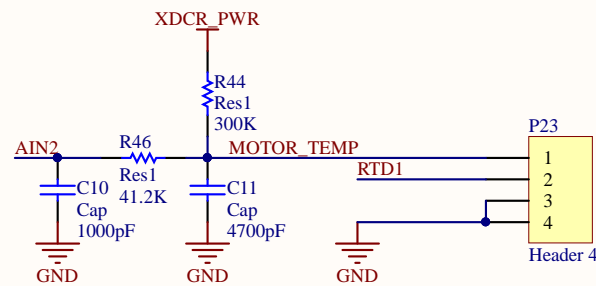 XDCR_PWR
R44
Res1
300K
P23
AIN2
R46
MOTOR_TEMP
1
Res1
41.2K
RTD1
2
C10
Cap
1000pF
C11
Cap
4700pF
3
4
GND
GND
GND
Header 4